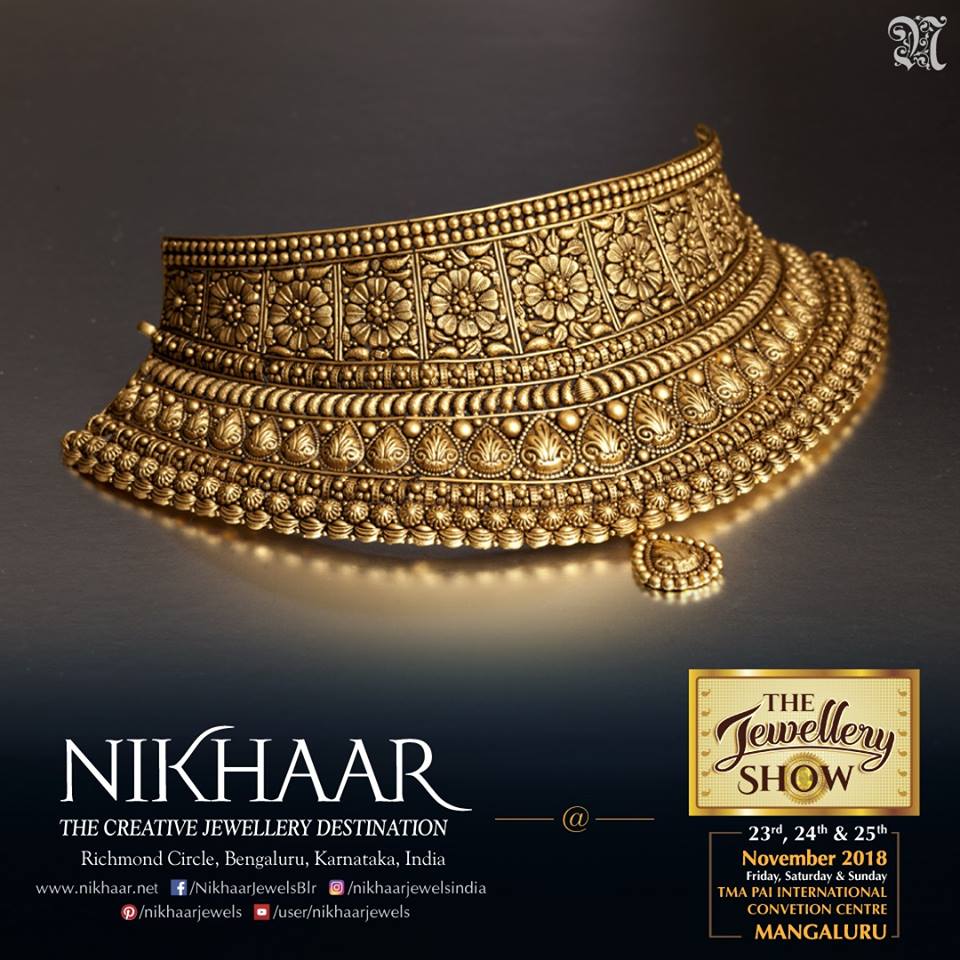 N
NIKHAAR
THE CREATIVE JEWELLERY DESTINATION
Richmond Circle, Bengaluru, Karnataka, India
www.nikhaar.net f/NikhaarJewelsBlr /nikhaarjewelsindia
/nikhaarjewels /user/nikhaarjewels
@
THE
Jewellery
SHOW
23rd, 24th & 25th
November 2018
Friday, Saturday & Sunday
TMA PAI INTERNATIONAL
CONVETION CENTRE
MANGALURU